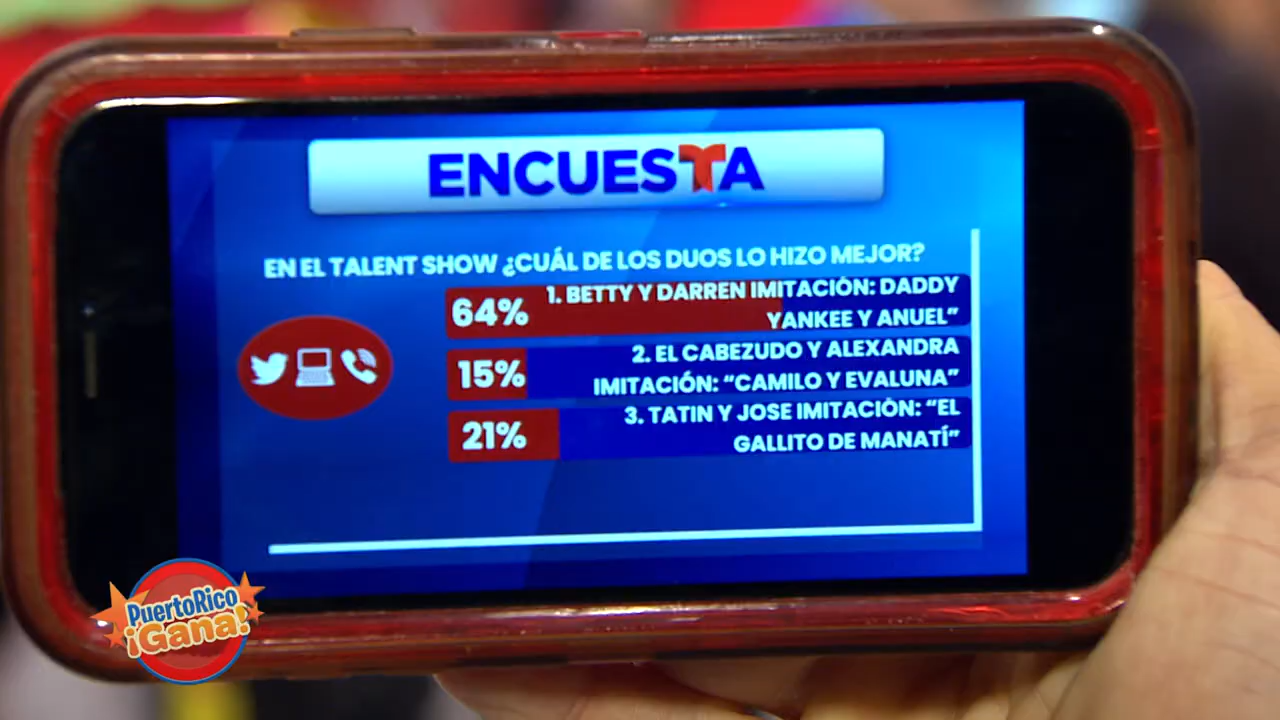 ENCUESTA
EN EL TALENT SHOW ¿CUÁL DE LOS DUOS LO HIZO MEJOR?
64%
1. BETTY Y DARREN IMITACIÓN: DADDY
YANKEE Y ANUEL”
15%
2. EL CABEZUDO Y ALEXANDRA
IMITACIÓN: “CAMILO Y EVALUNA”
21%
3. TATIN Y JOSE IMITACIÓN: “EL
GALLITO DE MANATÍ”
PuertoRico
¡Gana!